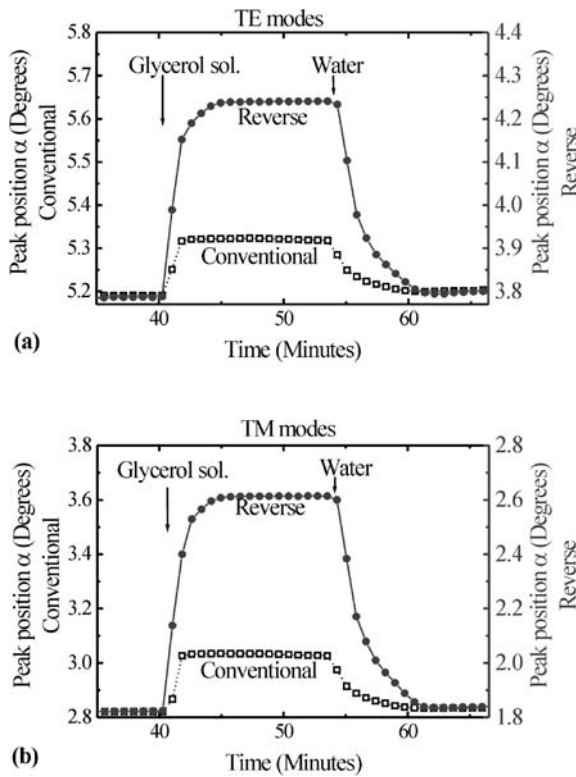 TE modes
5.8
5.7
5.6
5.5
5.4
5.3
5.2
4.4
4.3
4.2
4.1
4.0
3.9
3.8
Peak position α (Degrees)
Conventional
Peak position α (Degrees)
Reverse
Glycerol sol.
Water
Reverse
Conventional
40 50 60
Time (Minutes)
(a)
TM modes
3.8
3.6
3.4
3.2
3.0
2.8
2.8
2.6
2.4
2.2
2.0
1.8
Peak position α (Degrees)
Conventional
Peak position α (Degrees)
Reverse
Glycerol sol.
Water
Reverse
Conventional
40 50 60
Time (Minutes)
(b)